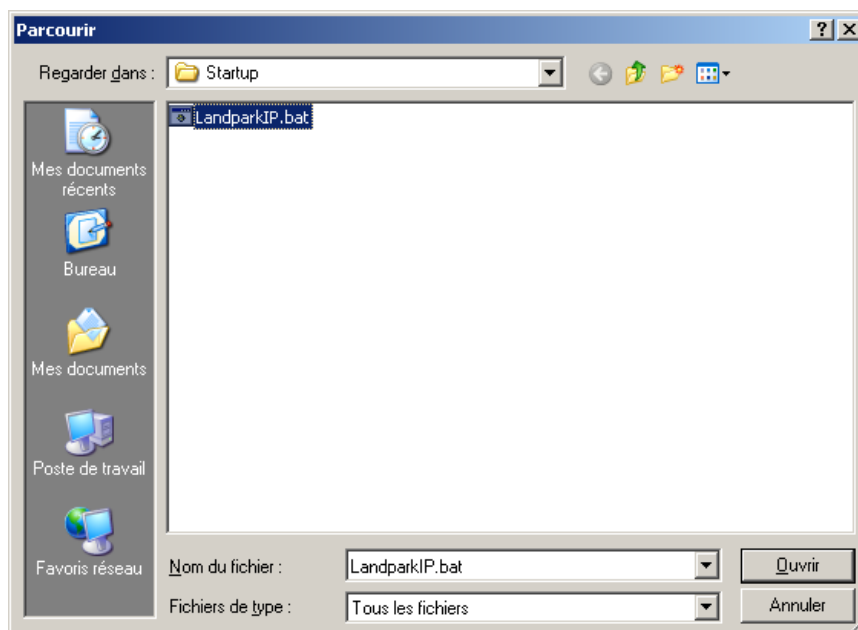 Parcourir
Regarder dans :
Startup
LandparkIP.bat
Mes documents
récents
Bureau
Mes documents
Poste de travail
Favoris réseau
Nom du fichier :
LandparkIP.bat
Ouvrir
Fichiers de type :
Tous les fichiers
Annuler